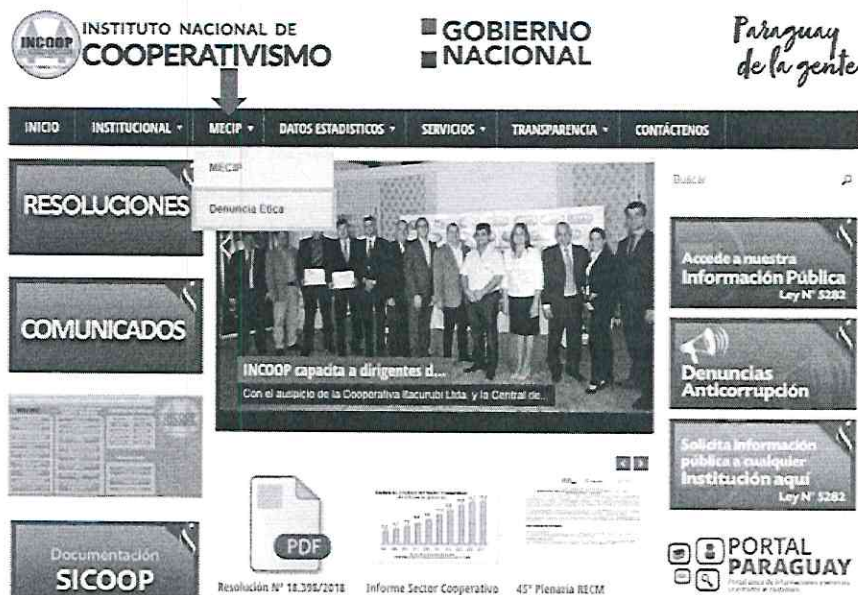 INCOOP
INSTITUTO NACIONAL DE
COOPERATIVISMO
GOBIERNO
NACIONAL
Paraguay
de la gente
INICIO INSTITUCIONAL MECIP DATOS ESTADISTICOS SERVICIOS TRANSPARENCIA CONTÁCTENOS
MECIP
Denuncia Etica
RESOLUCIONES
COMUNICADOS
Documentación
SICOOP
INCOOP capacita a dirigentes d...
Con el auspicio de la Cooperativa Itacurubi Ltda. y la Central de...
PDF
Resolución Nº 18.398/2018
Informe Sector Cooperativo
45° Plenaria RECM
Buscar
Accede a nuestra
Información Pública
Ley Nº 5282
Denuncias
Anticorrupción
Solicita información
pública a cualquier
Institución aquí
Ley Nº 5282
PORTAL
PARAGUAY